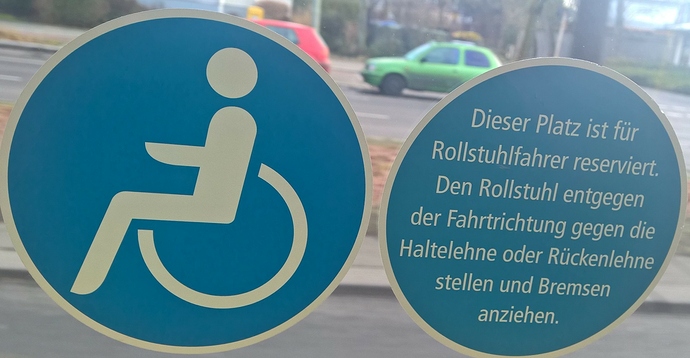 Dieser Platz ist für
Rollstuhlfahrer reserviert.
Den Rollstuhl entgegen
der Fahrtrichtung gegen die
Haltelehne oder Rückenlehne
stellen und Bremsen
anziehen.